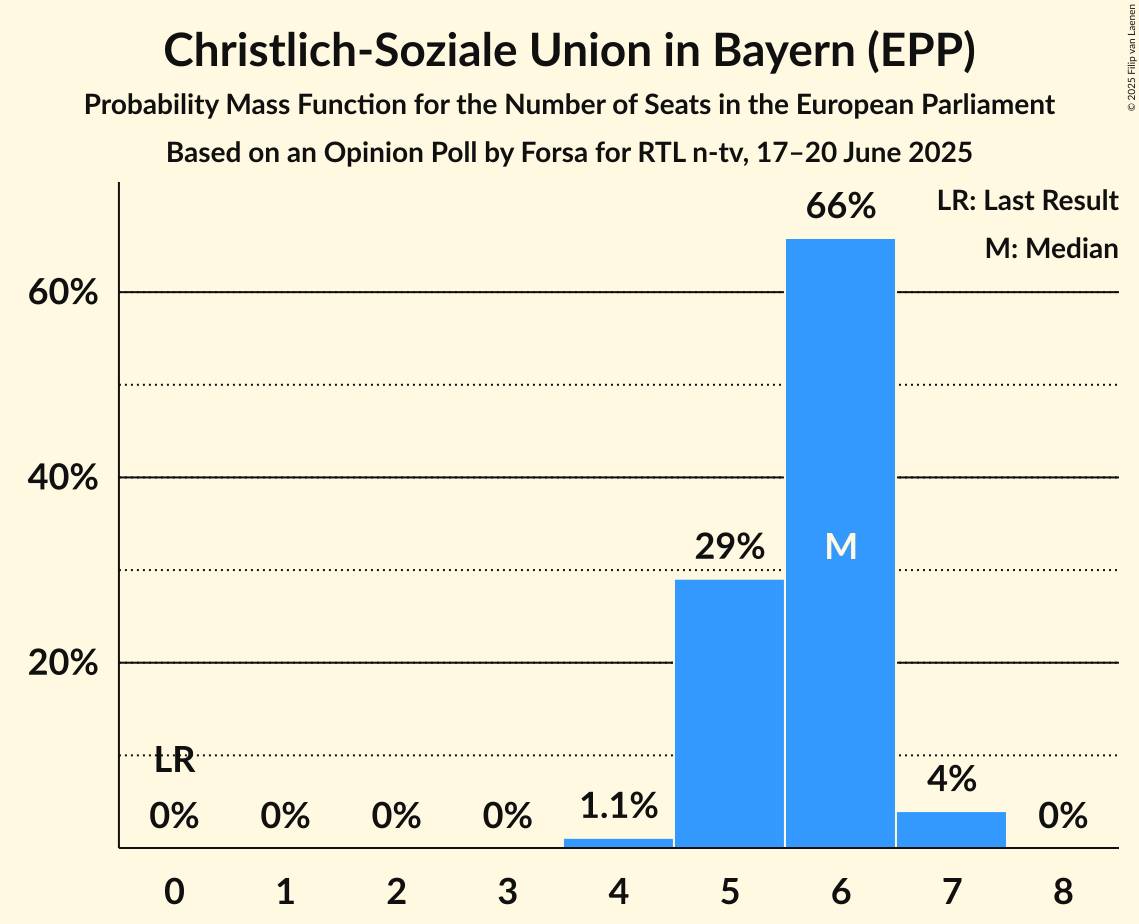 Christlich-Soziale Union in Bayern (EPP)
Probability Mass Function for the Number of Seats in the European Parliament
Based on an Opinion Poll by Forsa for RTL n-tv, 17–20 June 2025
© 2025 Filip van Laenen
LR: Last Result
M: Median
60%
40%
20%
LR
0%
0%
0%
0%
1.1%
29%
66%
M
4%
0%
0 1 2 3 4 5 6 7 8